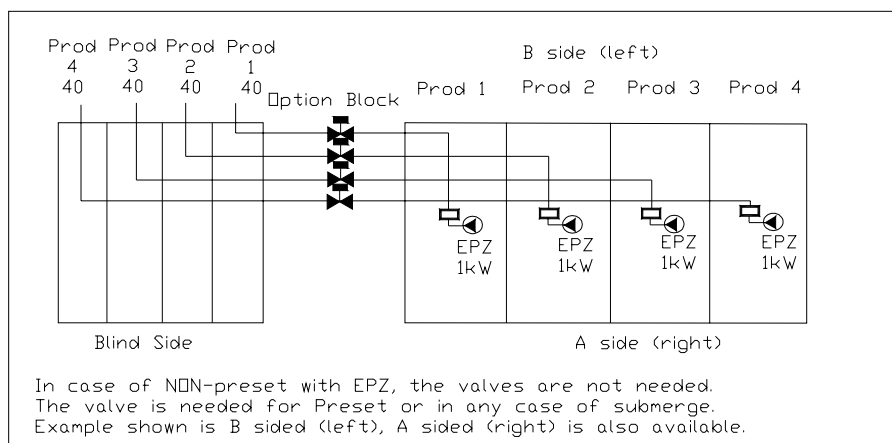 Prod Prod Prod Prod
4 3 2 1
40 40 40 40
Option Block
B side (left)
Prod 1 Prod 2 Prod 3 Prod 4
EPZ EPZ EPZ EPZ
1kW 1kW 1kW 1kW
Blind Side
A side (right)
In case of NON-preset with EPZ, the valves are not needed.
The valve is needed for Preset or in any case of submerge.
Example shown is B sided (left), A sided (right) is also available.